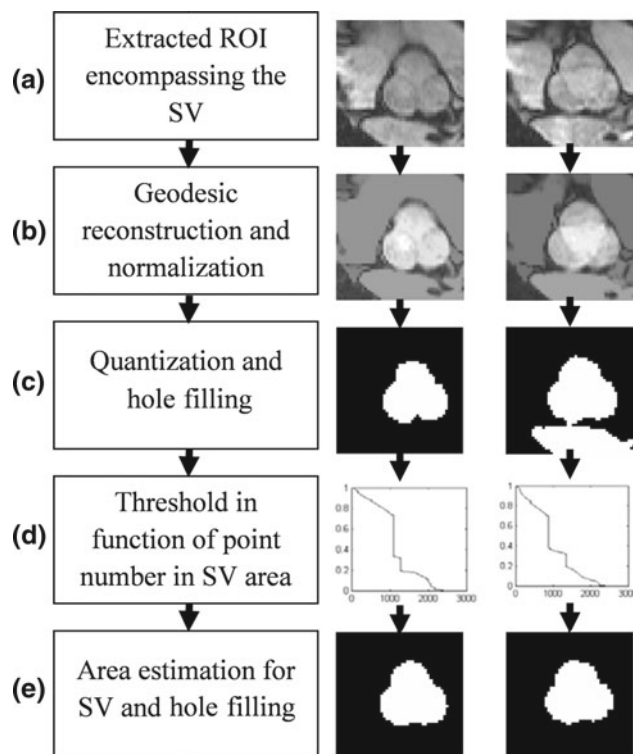 (a)
Extracted ROI
encompassing the
SV
(b)
Geodesic
reconstruction and
normalization
(c)
Quantization and
hole filling
(d)
Threshold in
function of point
number in SV area
1
0.8
0.6
0.4
0.2
0
0 1000 2000 3000
1
0.8
0.6
0.4
0.2
0
0 1000 2000 3000
(e)
Area estimation for
SV and hole filling